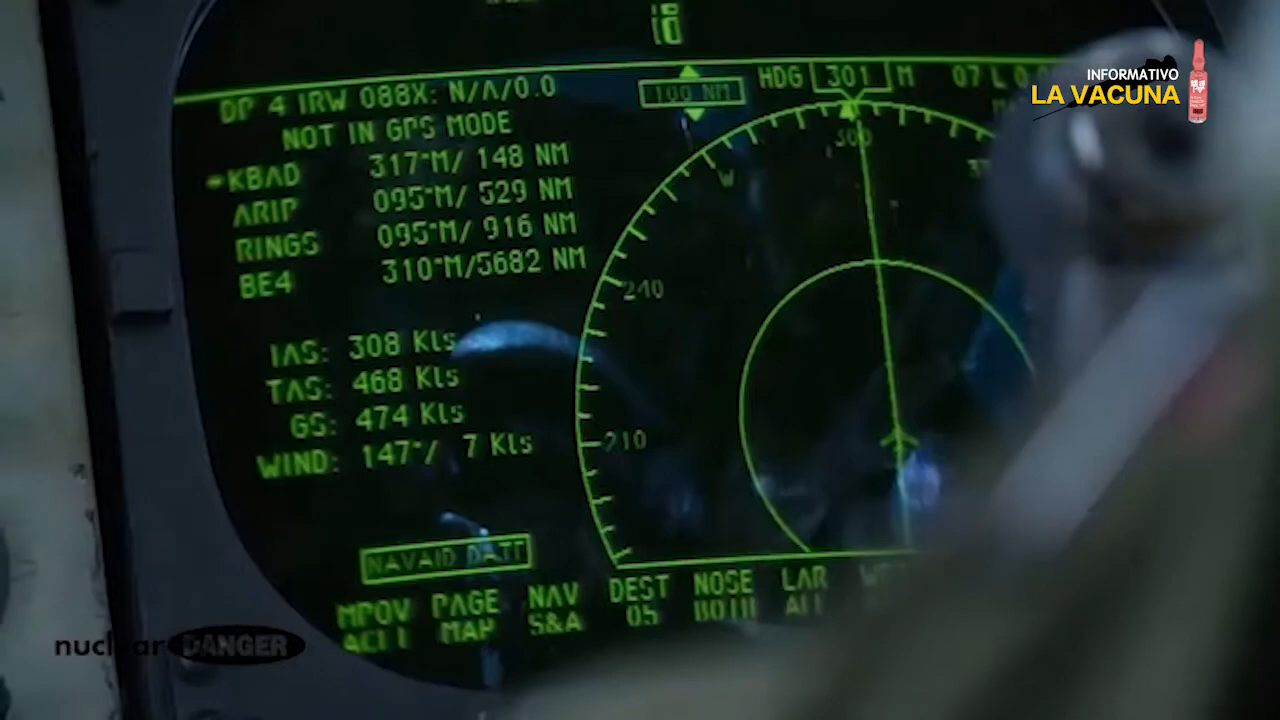 INFORMATIVO
LA VACUNA
DP 4 IRW 088X: N/A/0.0
NOT IN GPS MODE
KBAD 317°M/ 148 NM
ARIP 095°M/ 529 NM
RINGS 095°M/ 916 NM
BE4 310°M/5682 NM
IAS: 308 Kts
TAS: 468 Kts
GS: 474 Kts
WIND: 147°/ 7 Kts
100 NM
HDG 301 M 07 L
300
W
240
210
NAVAID DATA
MPOV PAGE NAV DEST NOSE LAR
MAP S&A 05 BOTH ALL
nuclear DANGER